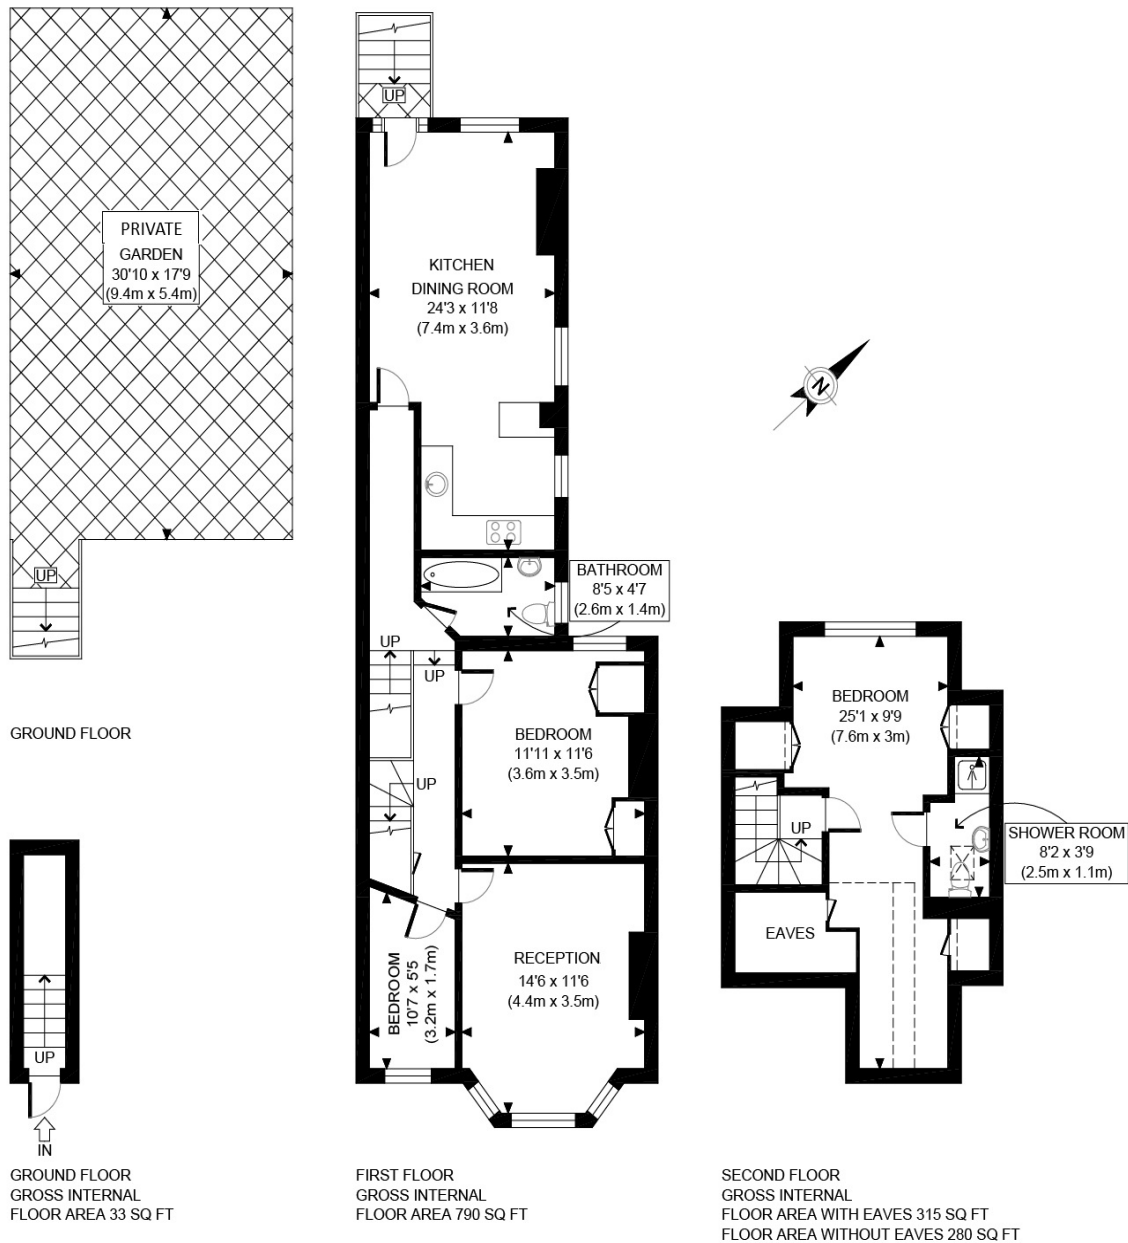 PRIVATE
GARDEN
30'10 x 17'9
(9.4m x 5.4m)
UP
GROUND FLOOR
UP
IN
GROUND FLOOR
GROSS INTERNAL
FLOOR AREA 33 SQ FT
UP
KITCHEN
DINING ROOM
24'3 x 11'8
(7.4m x 3.6m)
BATHROOM
8'5 x 4'7
(2.6m x 1.4m)
UP
UP
BEDROOM
11'11 x 11'6
(3.6m x 3.5m)
UP
BEDROOM
10'7 x 5'5
(3.2m x 1.7m)
RECEPTION
14'6 x 11'6
(4.4m x 3.5m)
FIRST FLOOR
GROSS INTERNAL
FLOOR AREA 790 SQ FT
N
BEDROOM
25'1 x 9'9
(7.6m x 3m)
UP
SHOWER ROOM
8'2 x 3'9
(2.5m x 1.1m)
EAVES
SECOND FLOOR
GROSS INTERNAL
FLOOR AREA WITH EAVES 315 SQ FT
FLOOR AREA WITHOUT EAVES 280 SQ FT